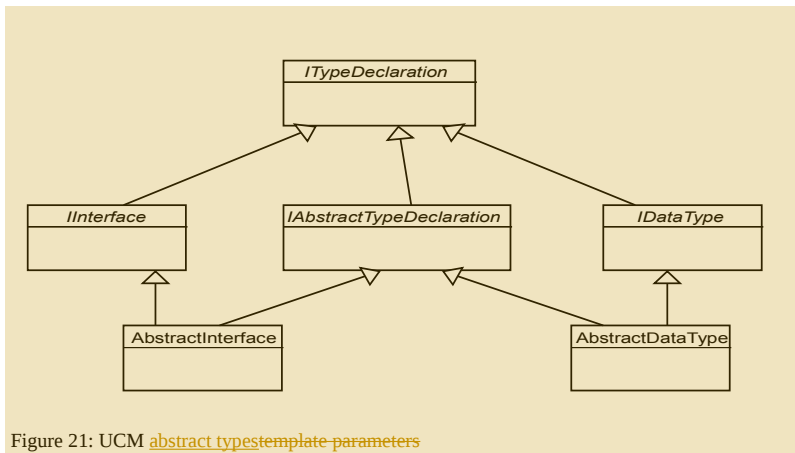 ITypeDeclaration
IInterface
IAbstractTypeDeclaration
IDataType
AbstractInterface
AbstractDataType
Figure 21: UCM abstract typestemplate parameters